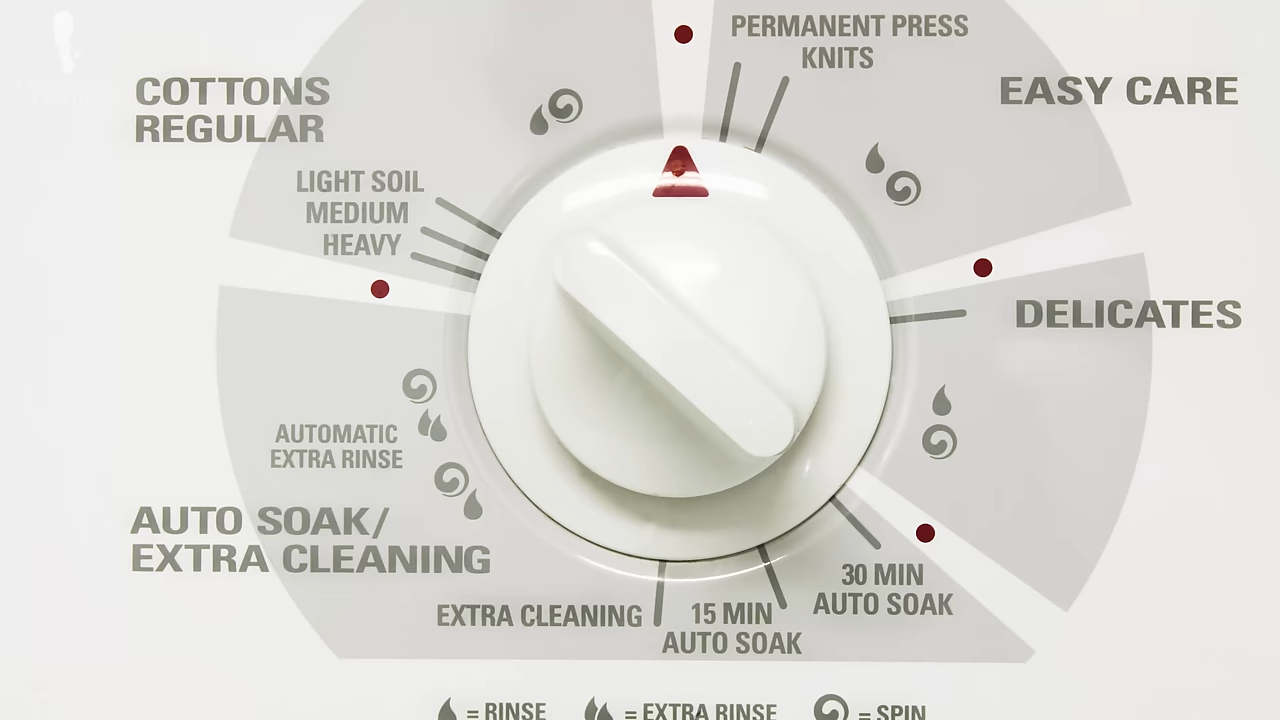 PERMANENT PRESS
KNITS
COTTONS
REGULAR
EASY CARE
LIGHT SOIL
MEDIUM
HEAVY
DELICATES
AUTOMATIC
EXTRA RINSE
AUTO SOAK/
EXTRA CLEANING
EXTRA CLEANING
15 MIN
AUTO SOAK
30 MIN
AUTO SOAK
= RINSE
= EXTRA RINSE
= SPIN